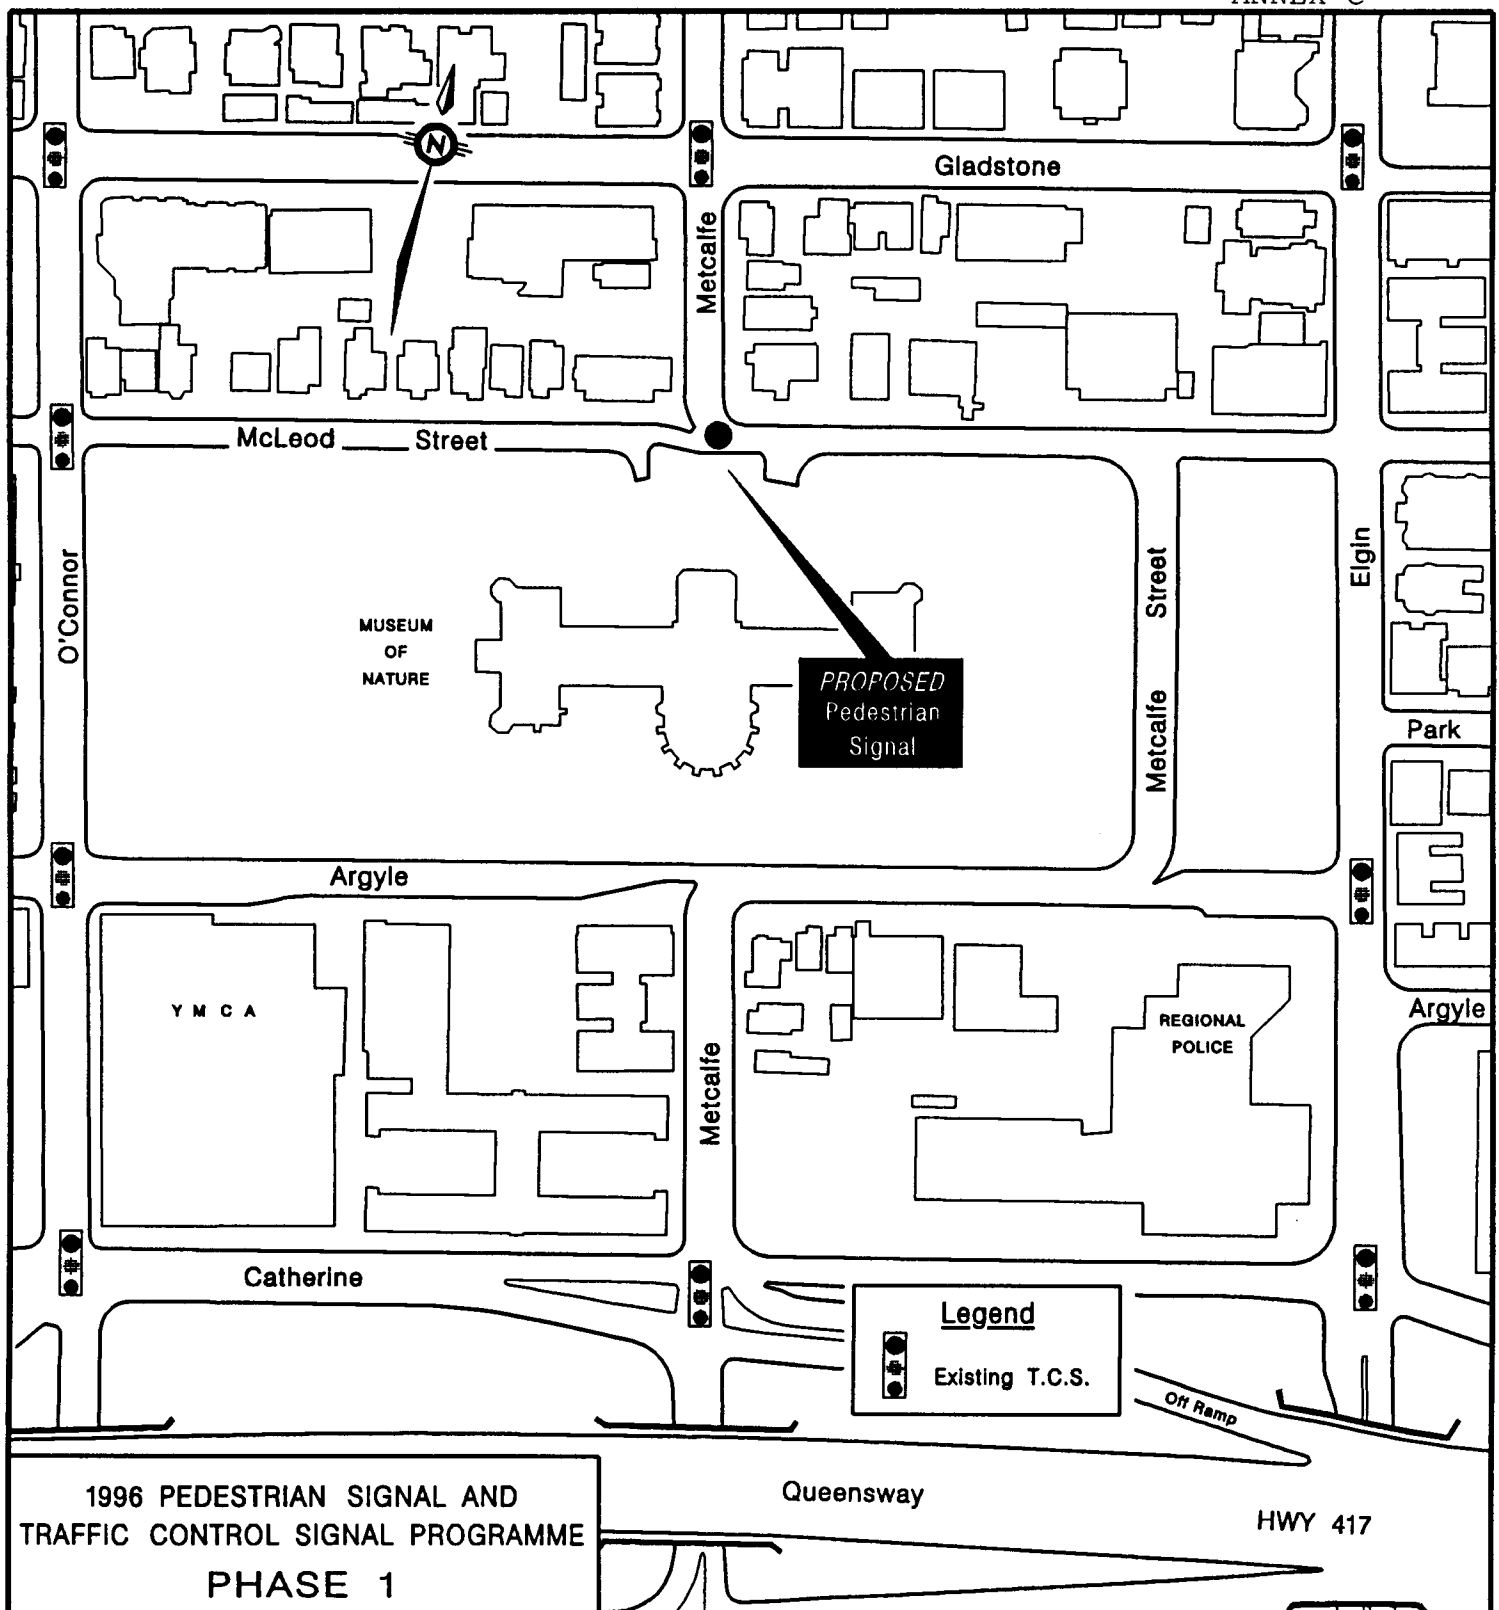 ANNEX C
N
Gladstone
Metcalfe
McLeod Street
O'Connor
Metcalfe Street
Elgin
MUSEUM
OF
NATURE
PROPOSED
Pedestrian
Signal
Park
Argyle
YMCA
Metcalfe
REGIONAL
POLICE
Argyle
Catherine
Legend
Existing T.C.S.
Off Ramp
Queensway
HWY 417
1996 PEDESTRIAN SIGNAL AND
TRAFFIC CONTROL SIGNAL PROGRAMME
PHASE 1